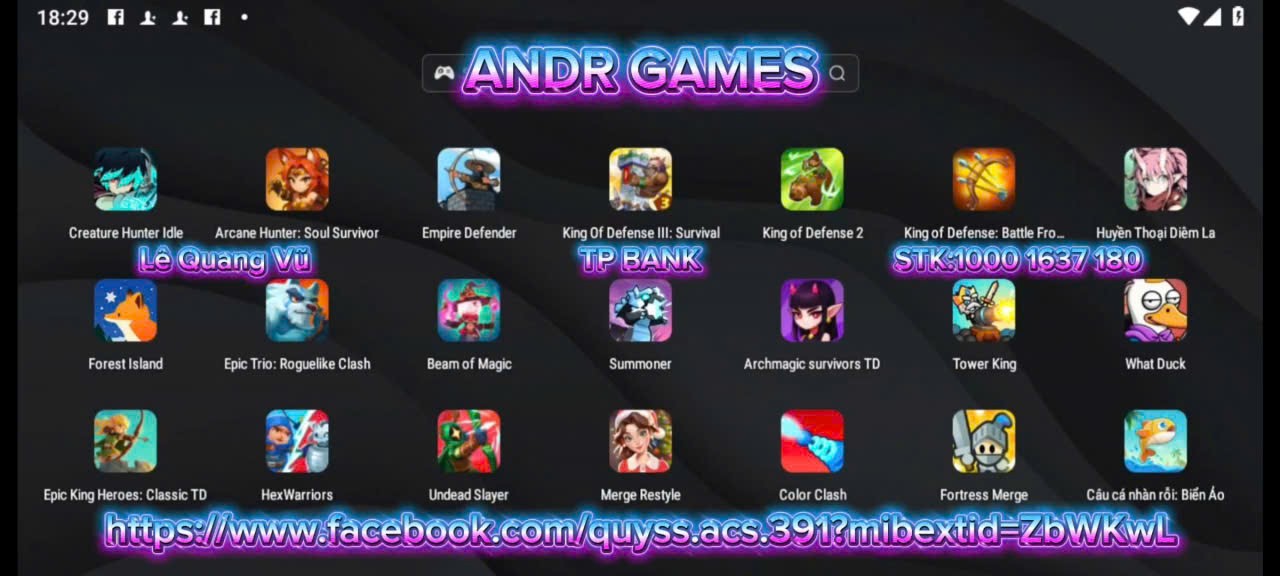 18:29
ANDR GAMES
Creature Hunter Idle
Arcane Hunter: Soul Survivor
Empire Defender
King Of Defense III: Survival
King of Defense 2
King of Defense: Battle Fro...
Huyền Thoại Diêm La
Lê Quang Vũ
TP BANK
STK:1000 1637 180
Forest Island
Epic Trio: Roguelike Clash
Beam of Magic
Summoner
Archmagic survivors TD
Tower King
What Duck
3
Epic King Heroes: Classic TD
HexWarriors
Undead Slayer
Merge Restyle
Color Clash
Fortress Merge
Câu cá nhàn rỗi: Biển Ảo
https://www.facebook.com/quyss.acs.391?mibextid=ZbWKwL